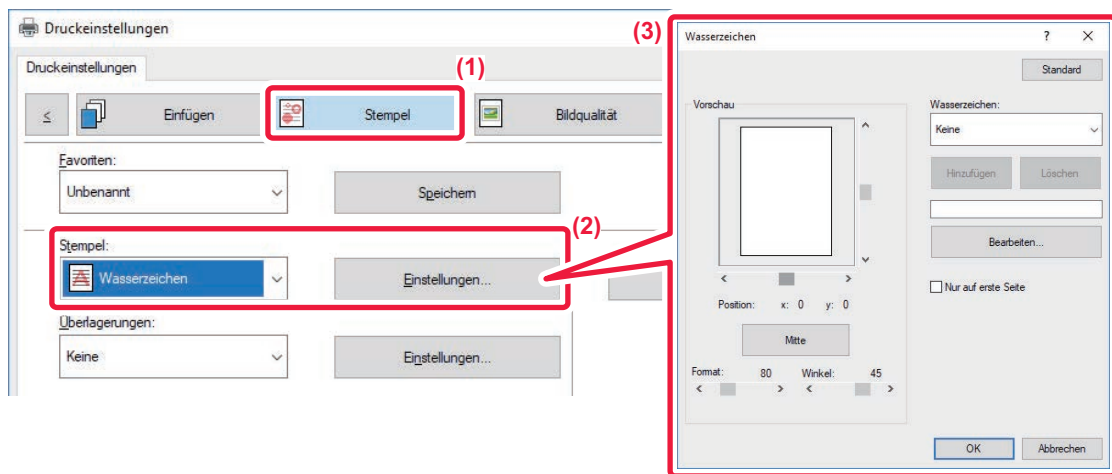 Druckeinstellungen
Druckeinstellungen
(1)
< Einfügen Stempel Bildqualität
Favoriten:
Unbenannt Speichern
(2)
Stempel:
Wasserzeichen Einstellungen...
Überlagerungen:
Keine Einstellungen...
(3)
Wasserzeichen ? X
Standard
Vorschau
Wasserzeichen:
Keine
Hinzufügen Löschen
Bearbeiten...
Nur auf erste Seite
Position: x: 0 y: 0
Mitte
Format: 80 Winkel: 45
OK Abbrechen